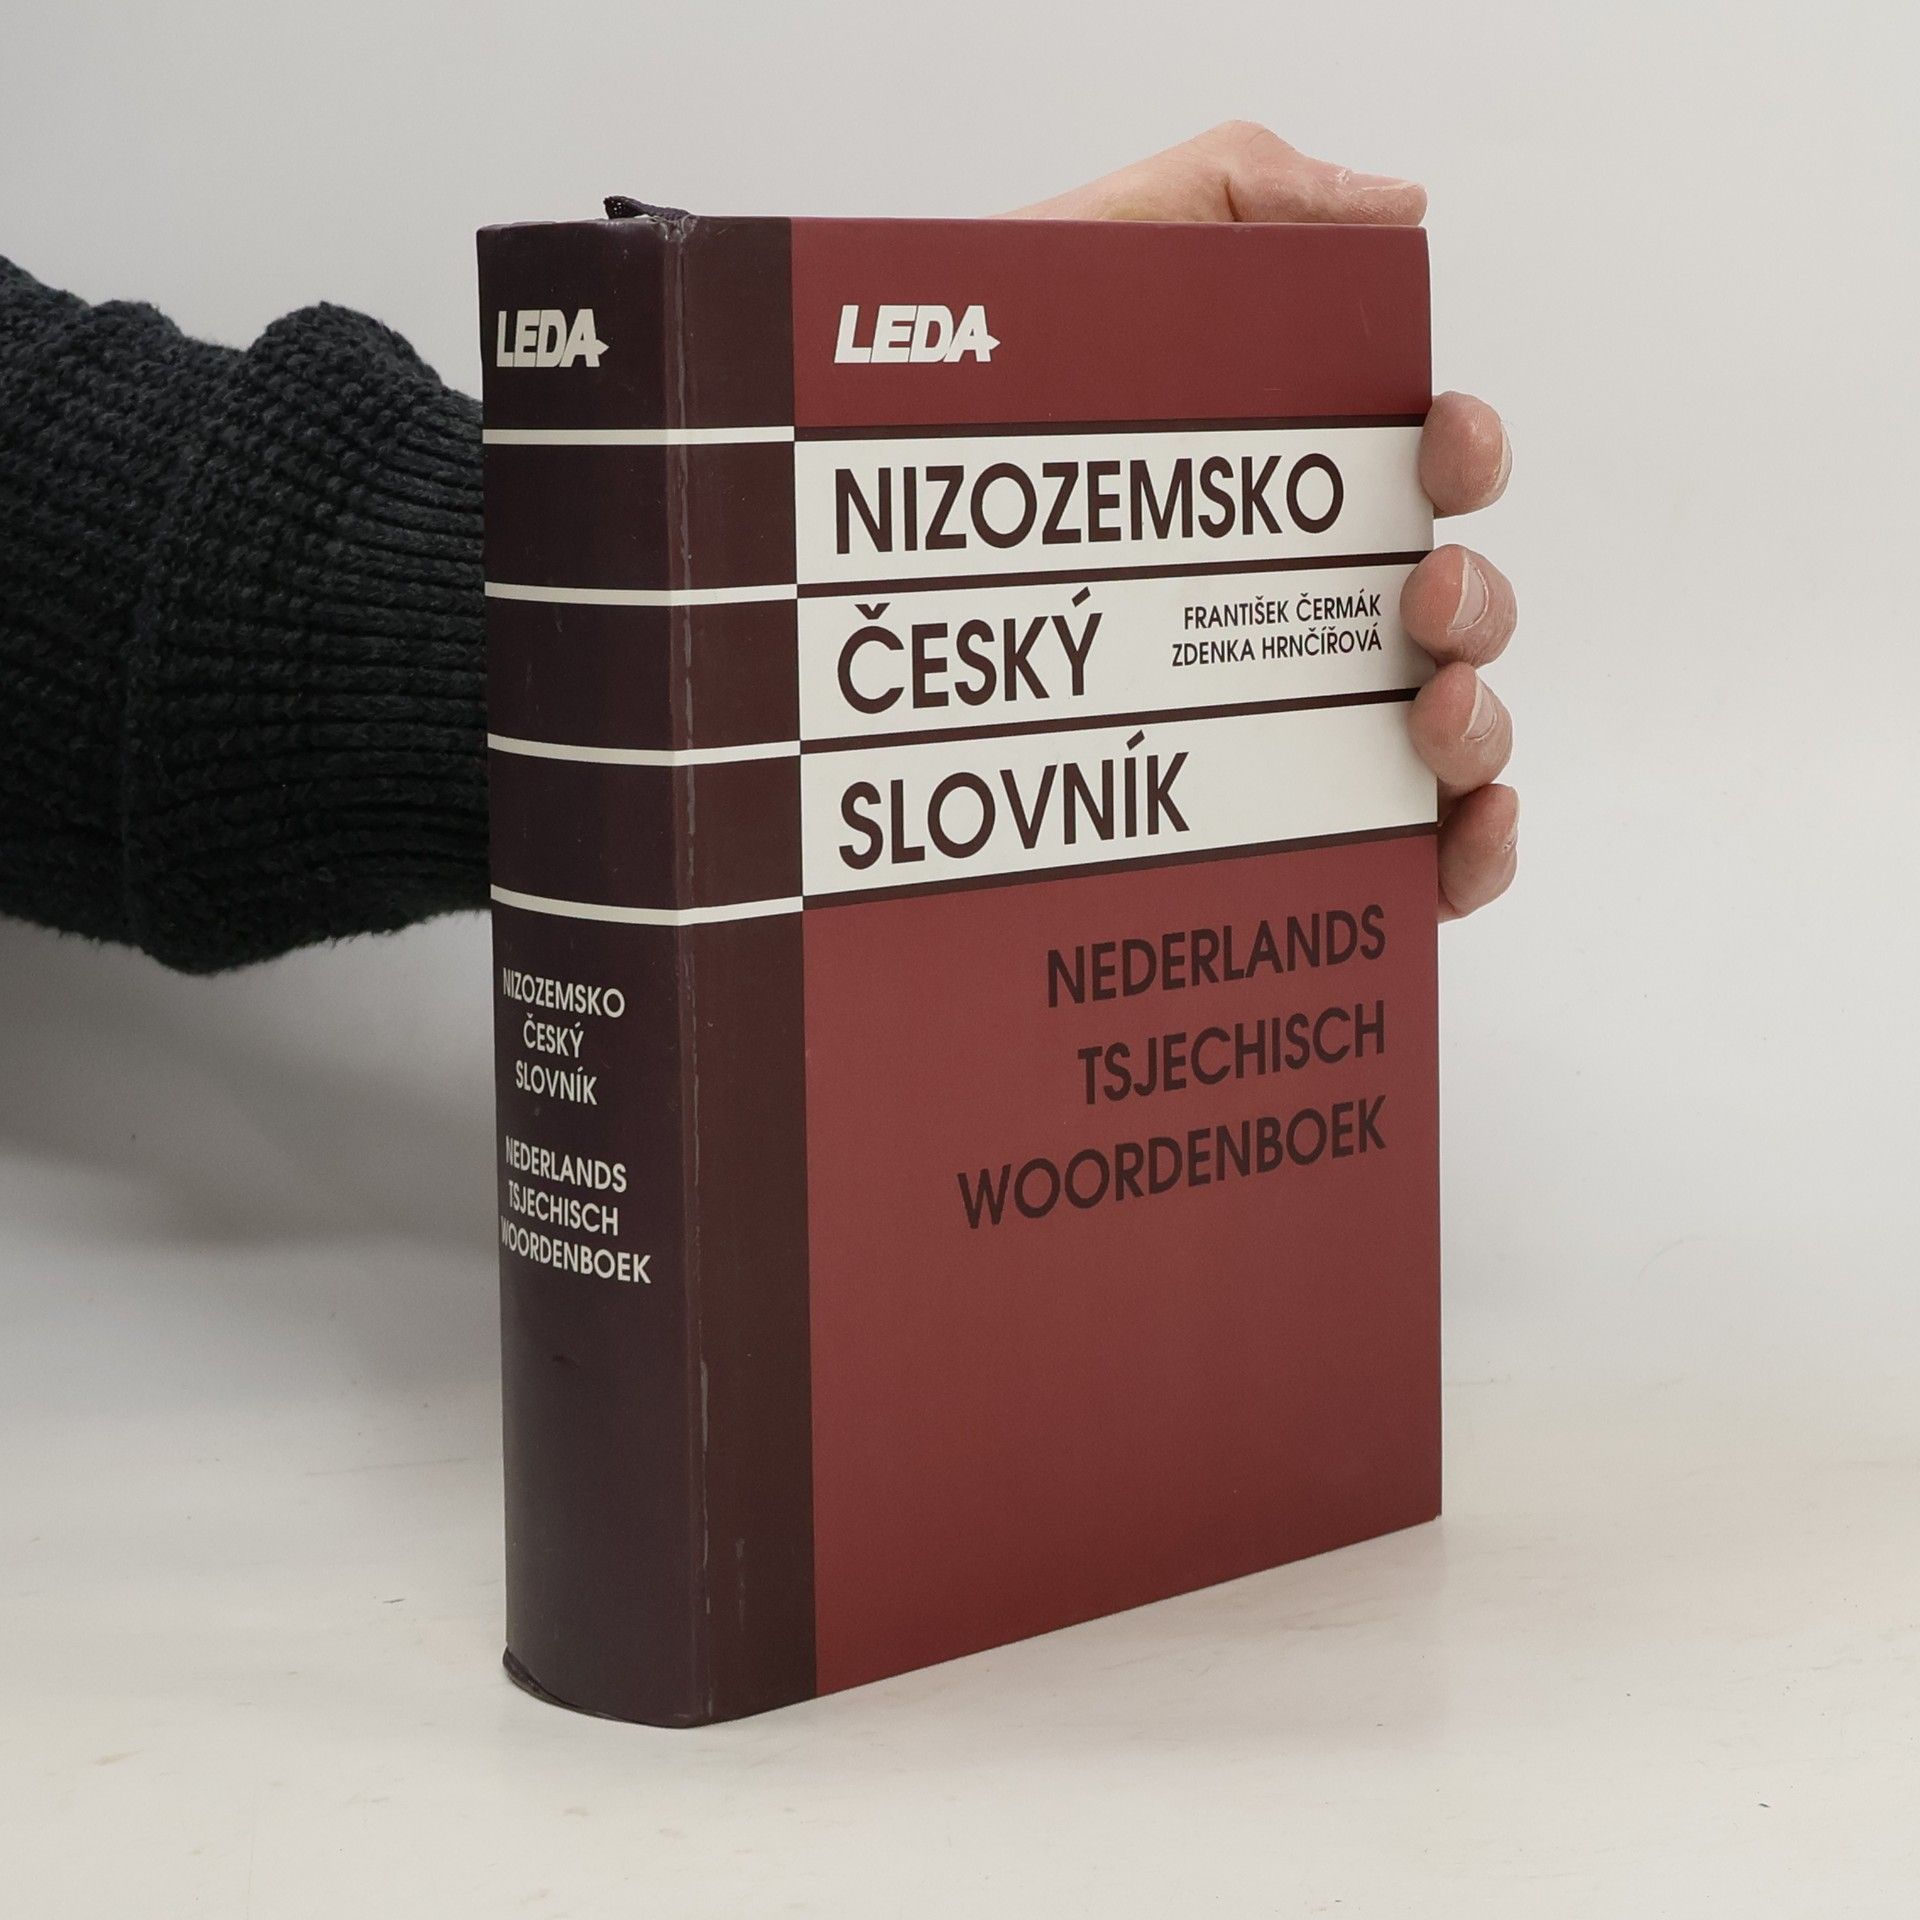 LEDA
NIZOZEMSKO
ČESKÝ
SLOVNÍK
NEDERLANDS
TSJECHISCH
WOORDENBOEK
LEDA
NIZOZEMSKO
ČESKÝ
FRANTIŠEK ČERMÁK
ZDENKA HRNČÍŘOVÁ
SLOVNÍK
NEDERLANDS
TSJECHISCH
WOORDENBOEK